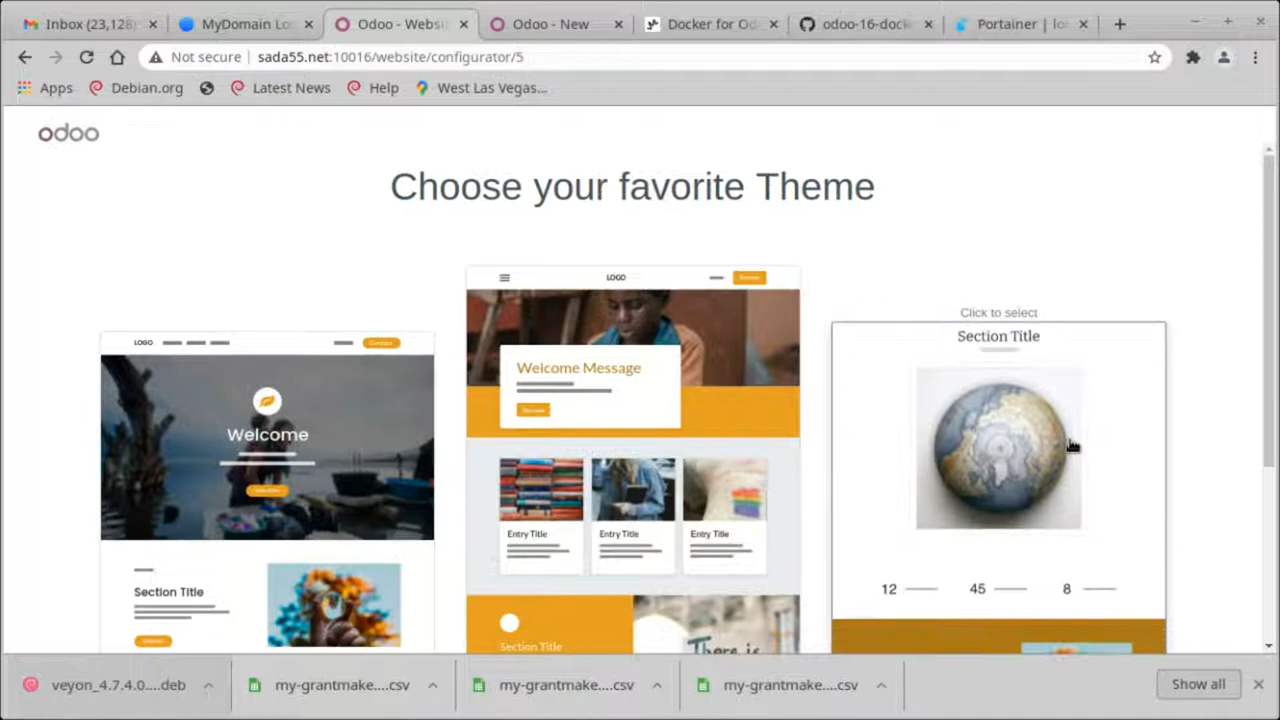 Inbox (23,128)
MyDomain Lo
Odoo - Websi
Odoo - New
Docker for Od
odoo-16-dock
Portainer | lo
Not secure | sada55.net:10016/website/configurator/5
Apps
Debian.org
Latest News
Help
West Las Vegas...
odoo
Choose your favorite Theme
LOGO
Contact
Welcome
Section Title
LOGO
Welcome Message
Entry Title
Entry Title
Entry Title
Section Title
There is
Click to select
Section Title
12
45
8
veyon_4.7.4.0....deb
my-grantmake....csv
my-grantmake....csv
my-grantmake....csv
Show all